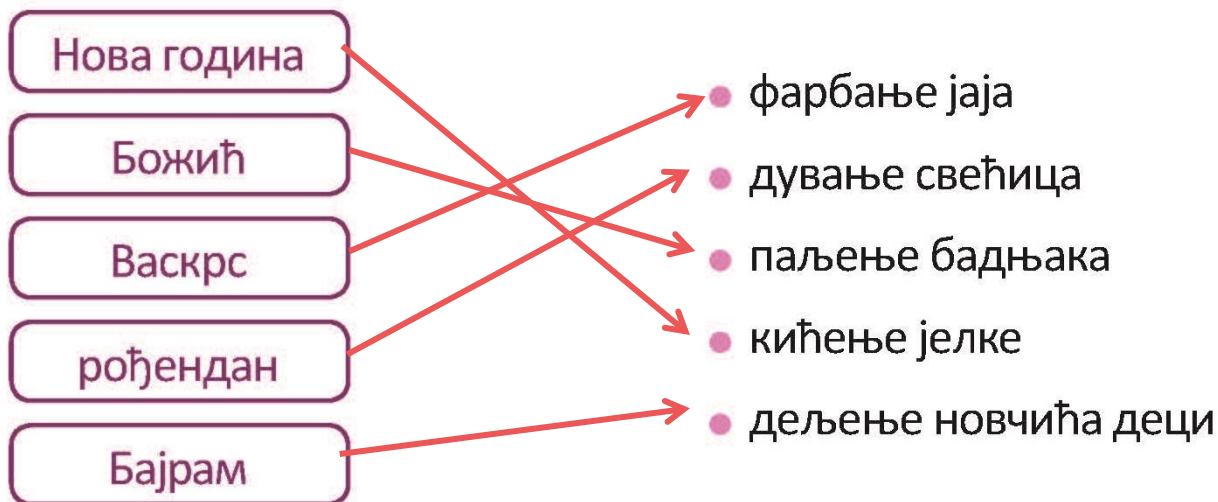 Нова година
Божић
Васкрс
рођендан
Бајрам
фарбање јаја
дување свећица
паљење бадњака
кићење јелке
дељење новчића деци